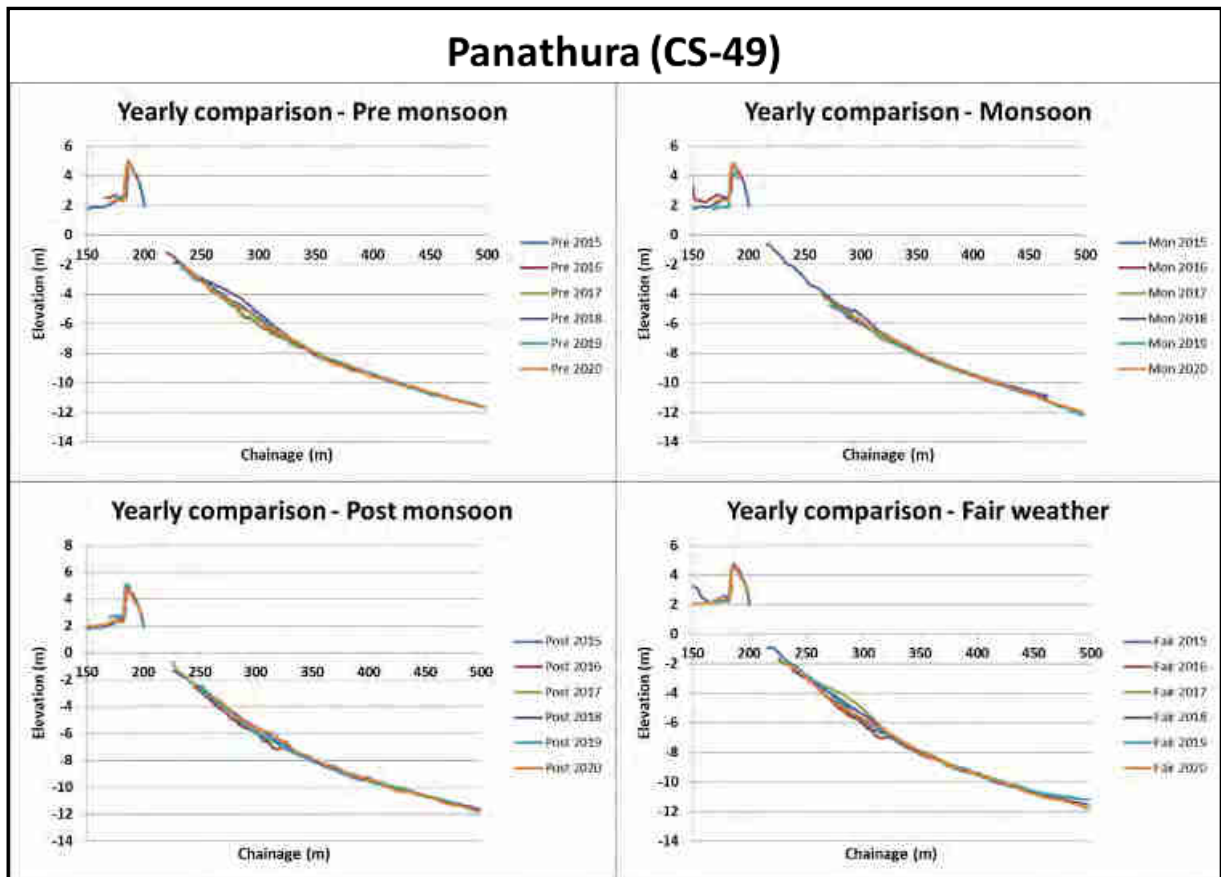 Panathura (CS-49)
Yearly comparison - Pre monsoon
6
4
2
0
-2
-4
-6
-8
-10
-12
-14
150 200 250 300 350 400 450 500
Elevation (m)
Chainage (m)
Pre 2015
Pre 2016
Pre 2017
Pre 2018
Pre 2019
Pre 2020
Yearly comparison - Monsoon
6
4
2
0
-2
-4
-6
-8
-10
-12
-14
150 200 250 300 350 400 450 500
Elevation (m)
Chainage (m)
Mon 2015
Mon 2016
Mon 2017
Mon 2018
Mon 2019
Mon 2020
Yearly comparison - Post monsoon
8
6
4
2
0
-2
-4
-6
-8
-10
-12
-14
150 200 250 300 350 400 450 500
Elevation (m)
Chainage (m)
Post 2015
Post 2016
Post 2017
Post 2018
Post 2019
Post 2020
Yearly comparison - Fair weather
6
4
2
0
-2
-4
-6
-8
-10
-12
-14
150 200 250 300 350 400 450 500
Elevation (m)
Chainage (m)
Fair 2015
Fair 2016
Fair 2017
Fair 2018
Fair 2019
Fair 2020